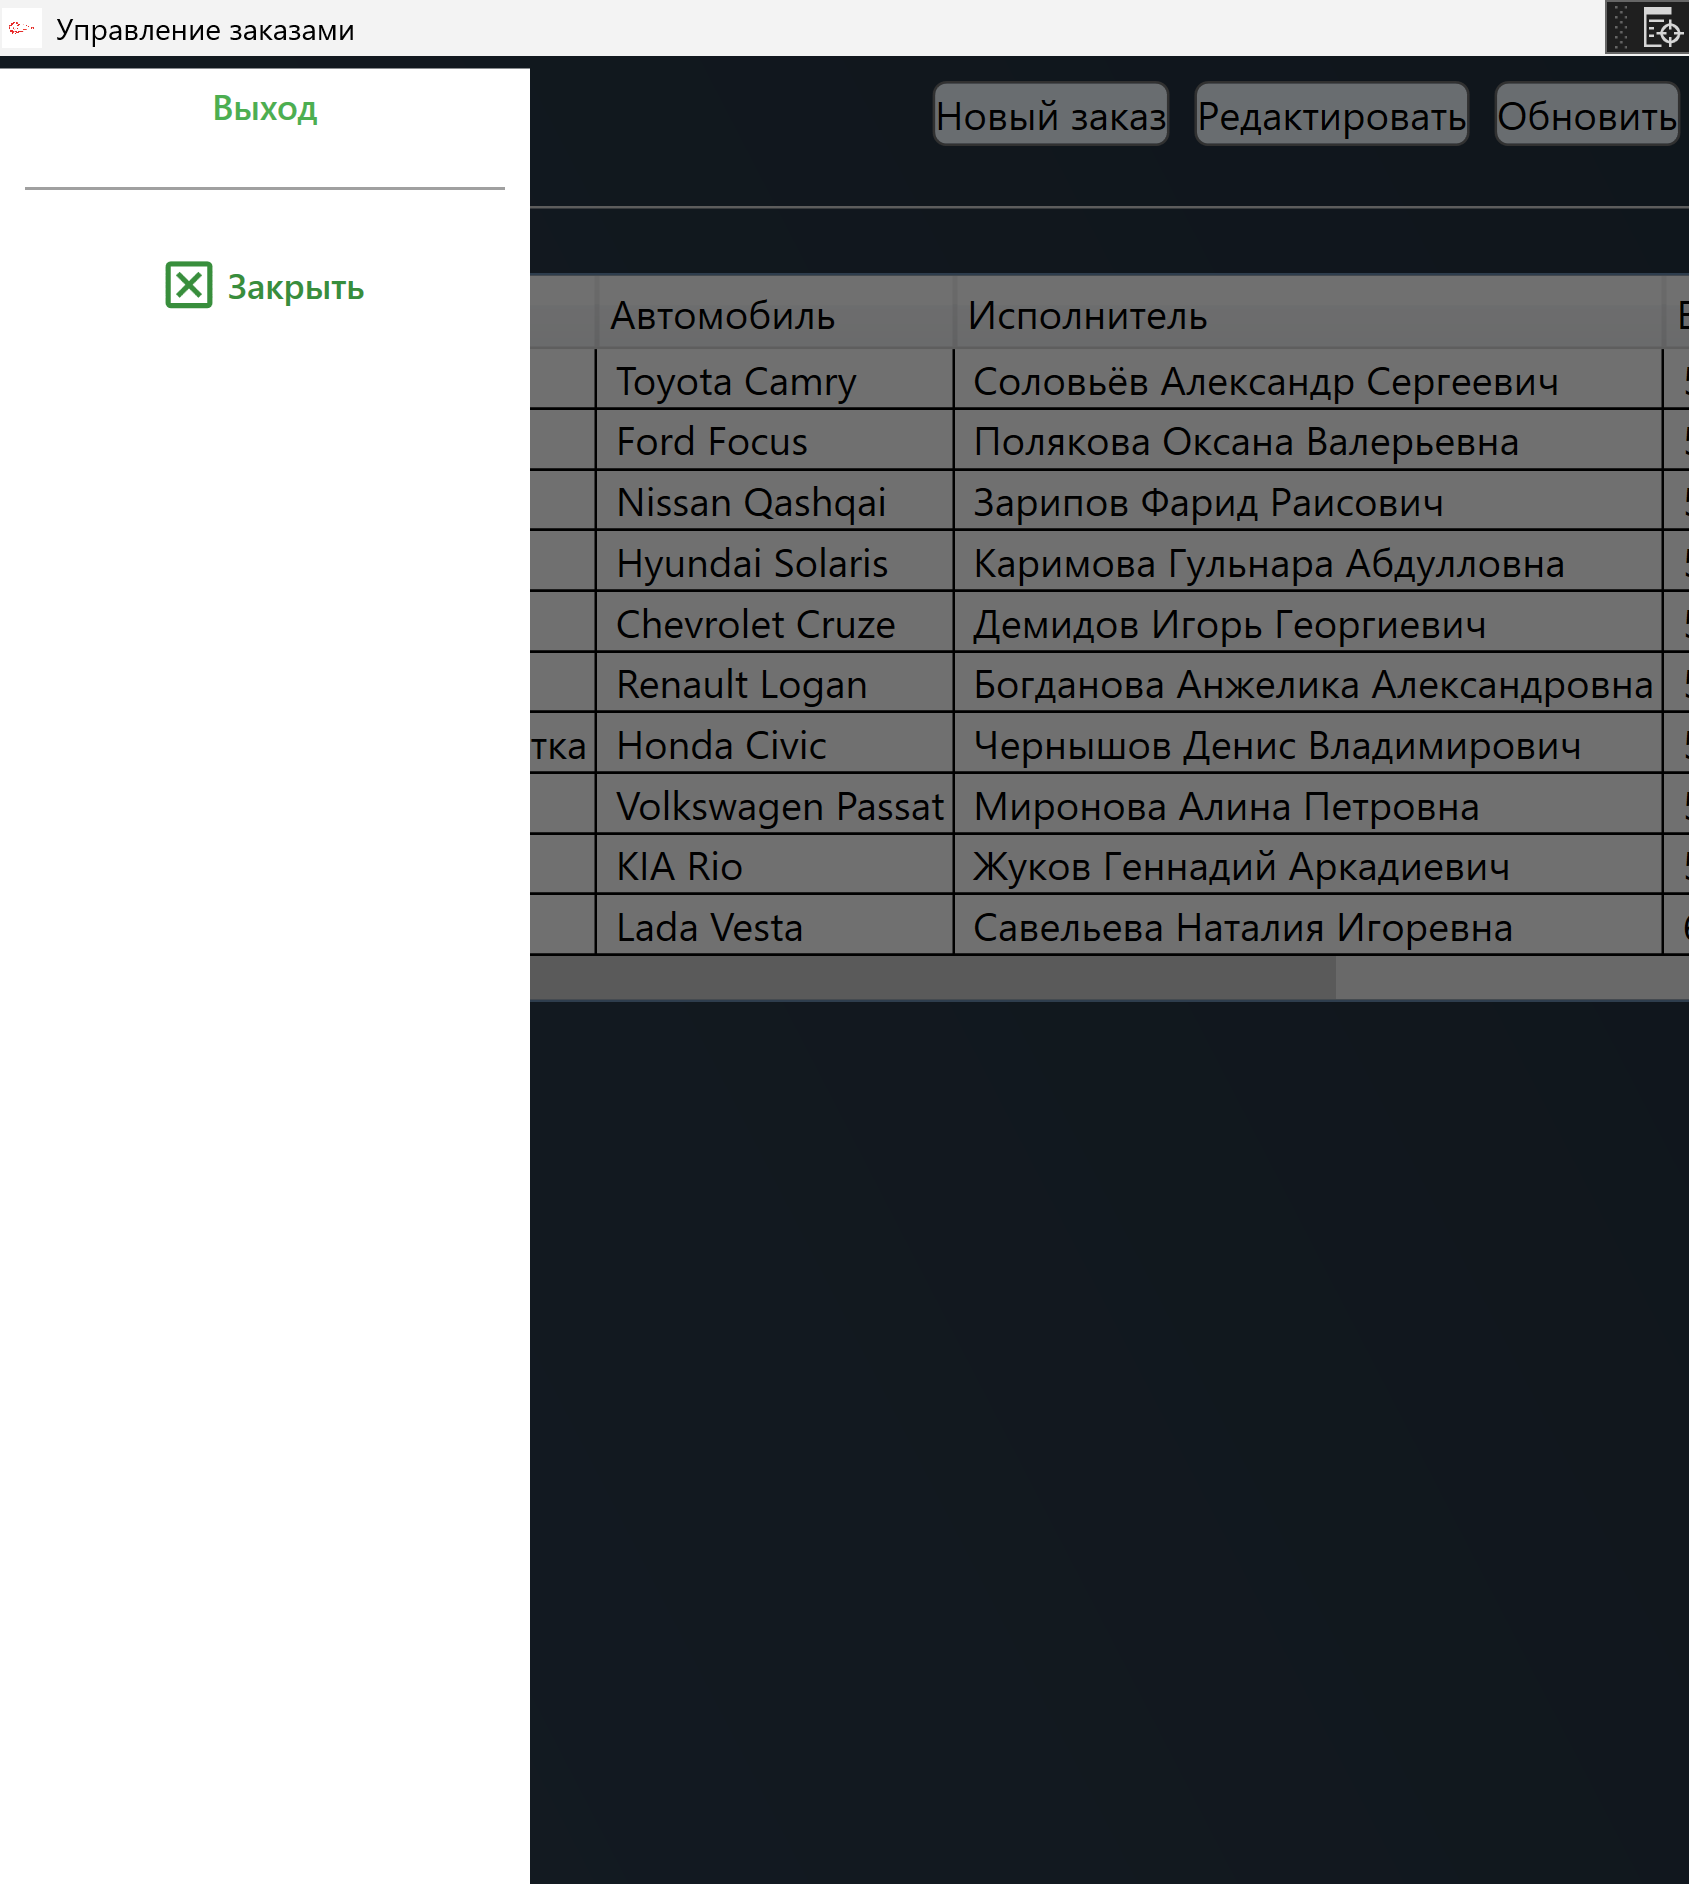 Управление заказами
Выход
Закрыть
Новый заказ Редактировать Обновить
Автомобиль Исполнитель
Toyota Camry Соловьёв Александр Сергеевич
Ford Focus Полякова Оксана Валерьевна
Nissan Qashqai Зарипов Фарид Раисович
Hyundai Solaris Каримова Гульнара Абдулловна
Chevrolet Cruze Демидов Игорь Георгиевич
Renault Logan Богданова Анжелика Александровна
тка Honda Civic Чернышов Денис Владимирович
Volkswagen Passat Миронова Алина Петровна
KIA Rio Жуков Геннадий Аркадиевич
Lada Vesta Савельева Наталия Игоревна